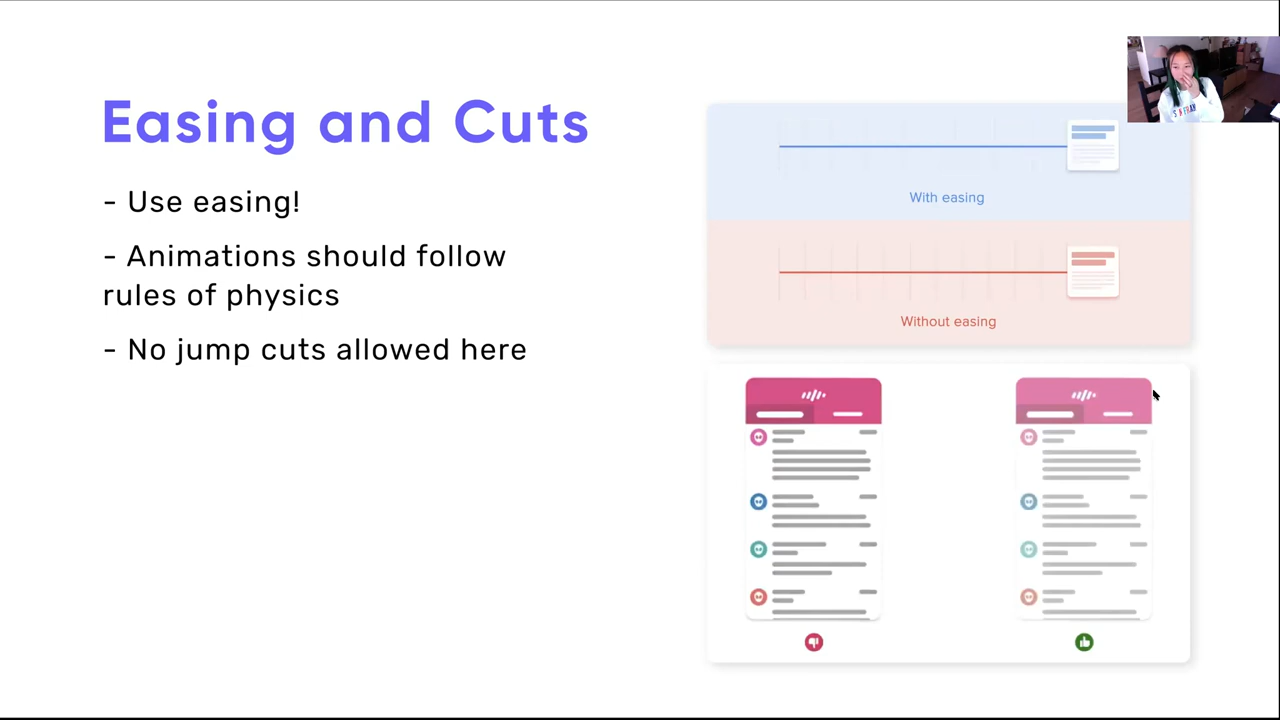 Easing and Cuts
- Use easing!
- Animations should follow
rules of physics
- No jump cuts allowed here
With easing
Without easing